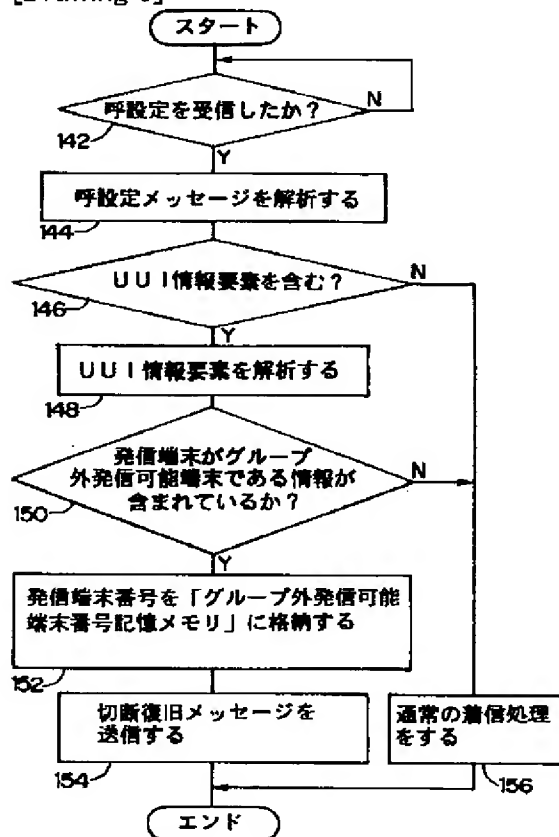 スタート
呼設定を受信したか？
N
142
Y
呼設定メッセージを解析する
144
UUI情報要素を含む？
N
146
Y
UUI情報要素を解析する
148
発信端末がグループ
外発信可能端末である情報が
含まれているか？
N
150
Y
発信端末番号を「グループ外発信可能
端末番号記憶メモリ」に格納する
152
切断復旧メッセージを
送信する
154
通常の着信処理
をする
156
エンド